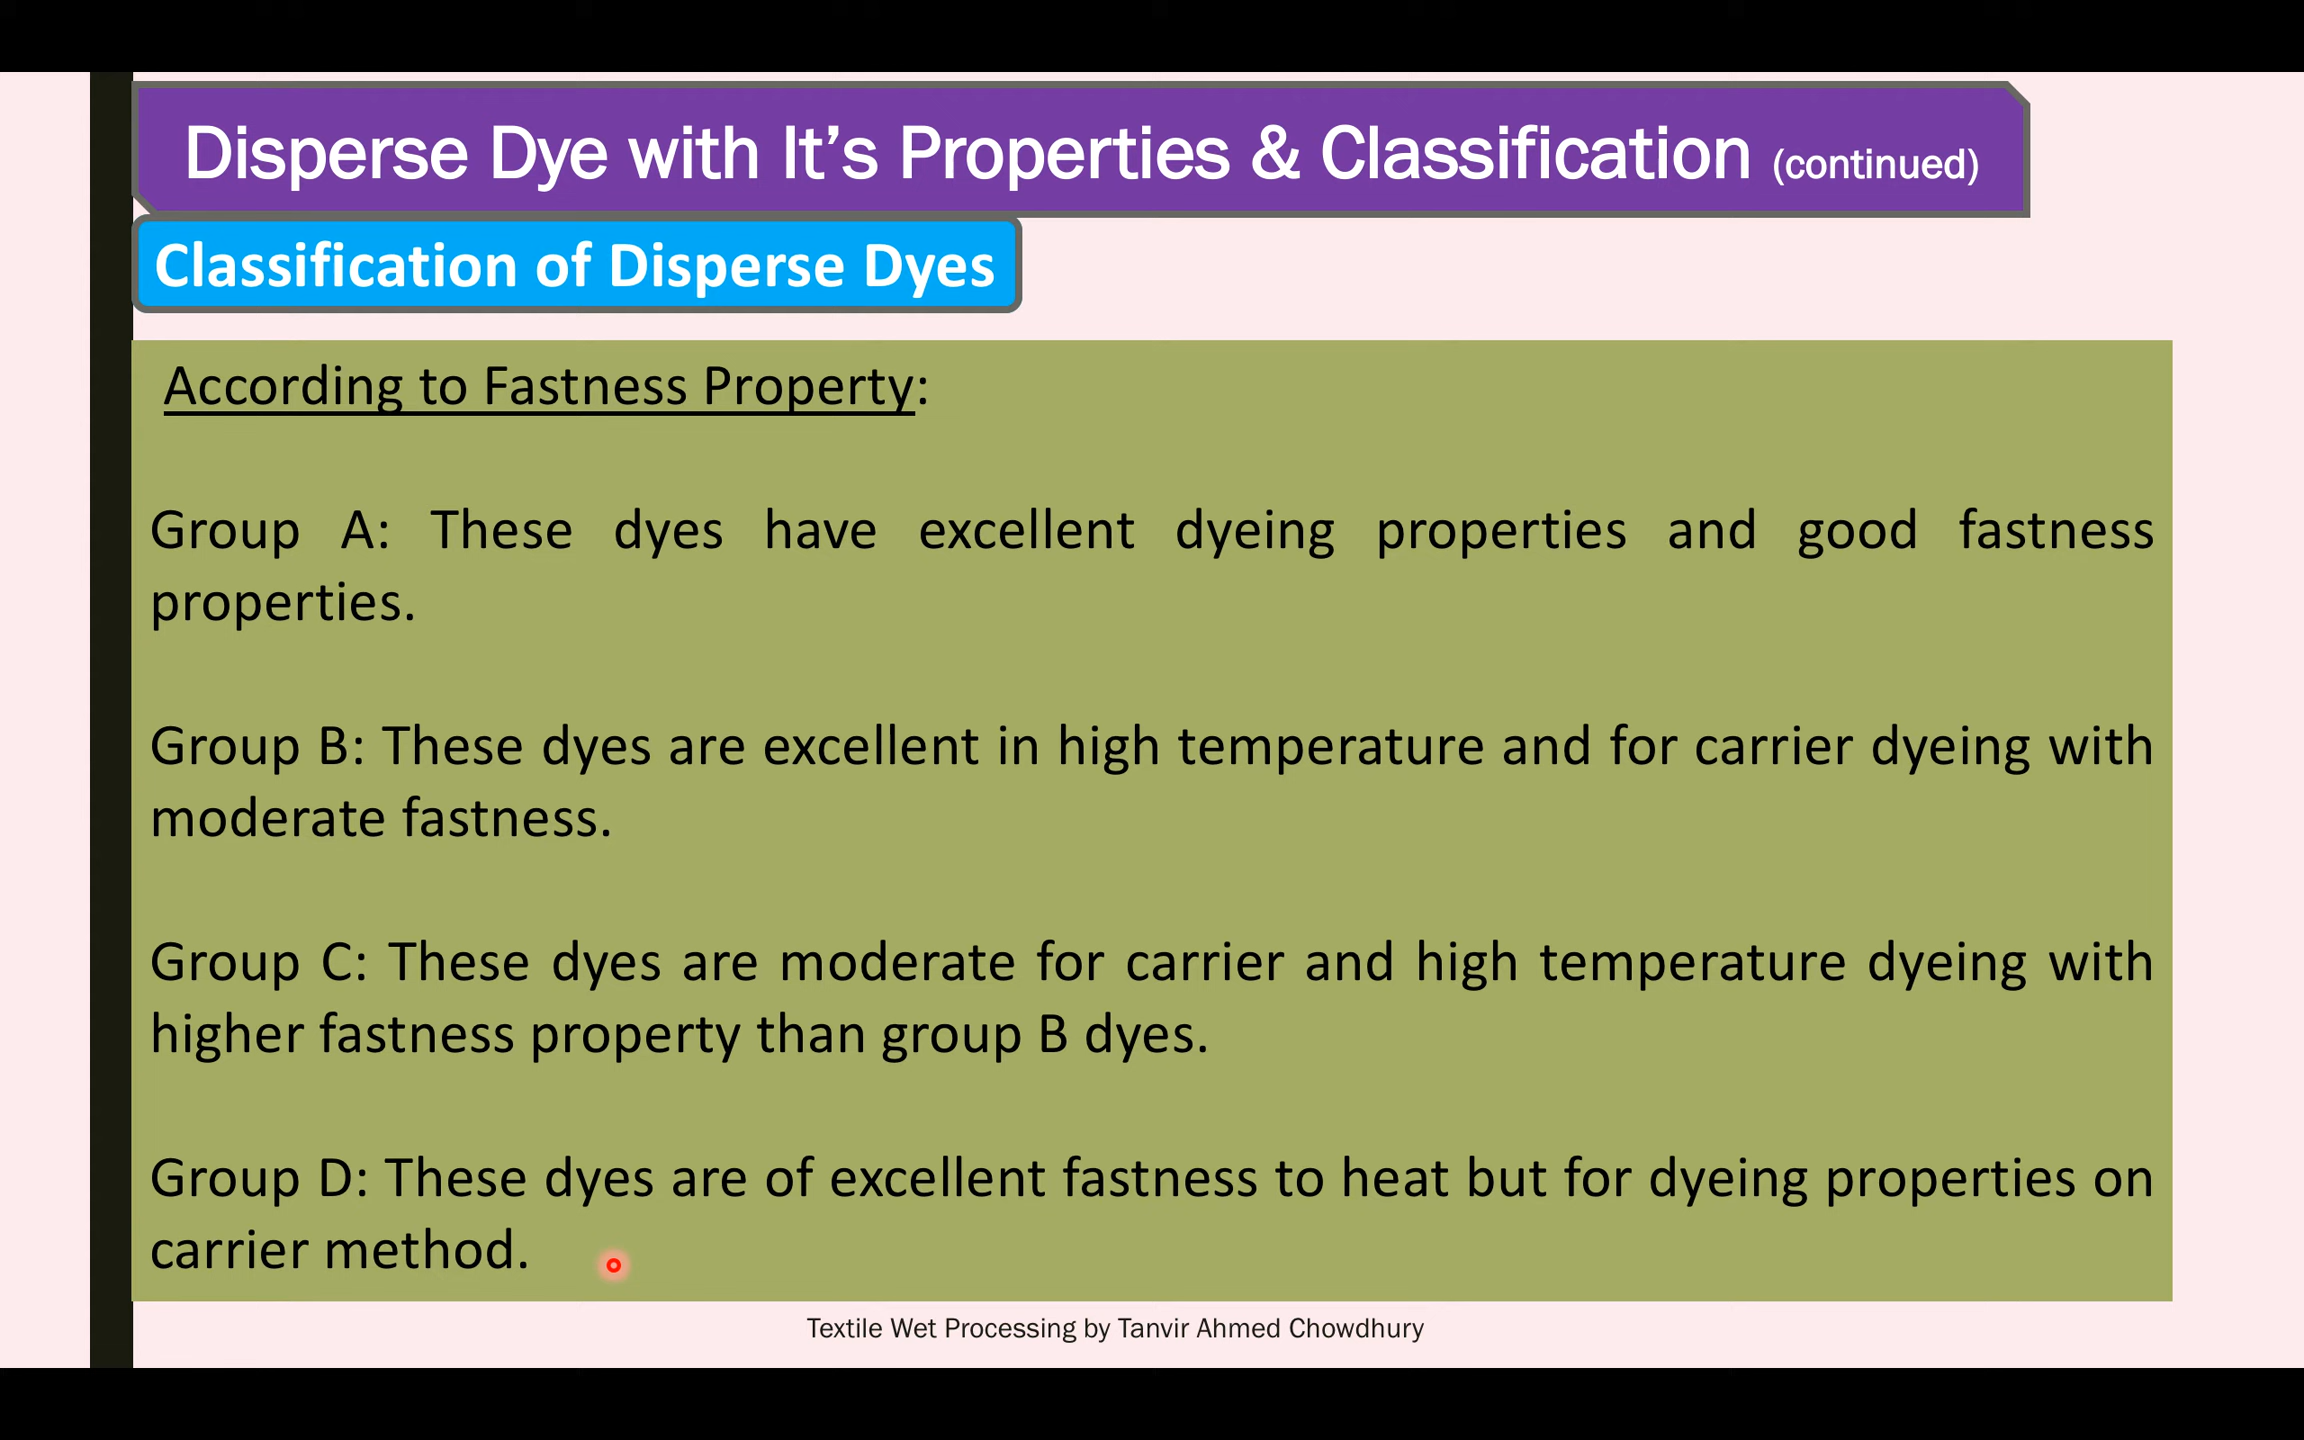 Disperse Dye with It’s Properties & Classification (continued)
Classification of Disperse Dyes
According to Fastness Property:
Group A: These dyes have excellent dyeing properties and good fastness
properties.
Group B: These dyes are excellent in high temperature and for carrier dyeing with
moderate fastness.
Group C: These dyes are moderate for carrier and high temperature dyeing with
higher fastness property than group B dyes.
Group D: These dyes are of excellent fastness to heat but for dyeing properties on
carrier method.
Textile Wet Processing by Tanvir Ahmed Chowdhury